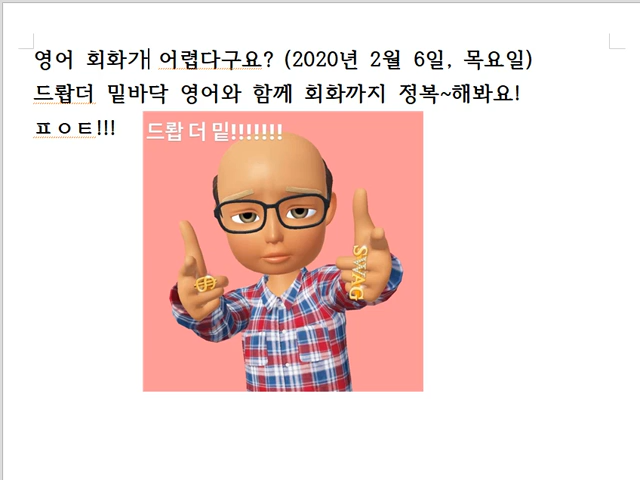 영어 회화가 어렵다구요? (2020년 2월 6일, 목요일)
드롭더 밑바닥 영어와 함께 회화까지 정복~해봐요!
ㅍㅇㅌ!!!
드롭 더 밑!!!!!!!
$
SWAG